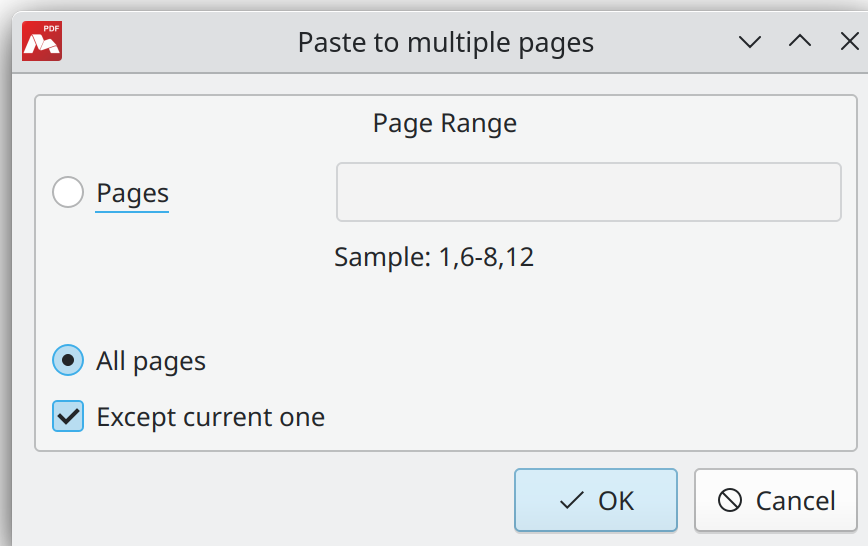 PDF
Paste to multiple pages
Page Range
Pages
Sample: 1,6-8,12
All pages
Except current one
OK
Cancel